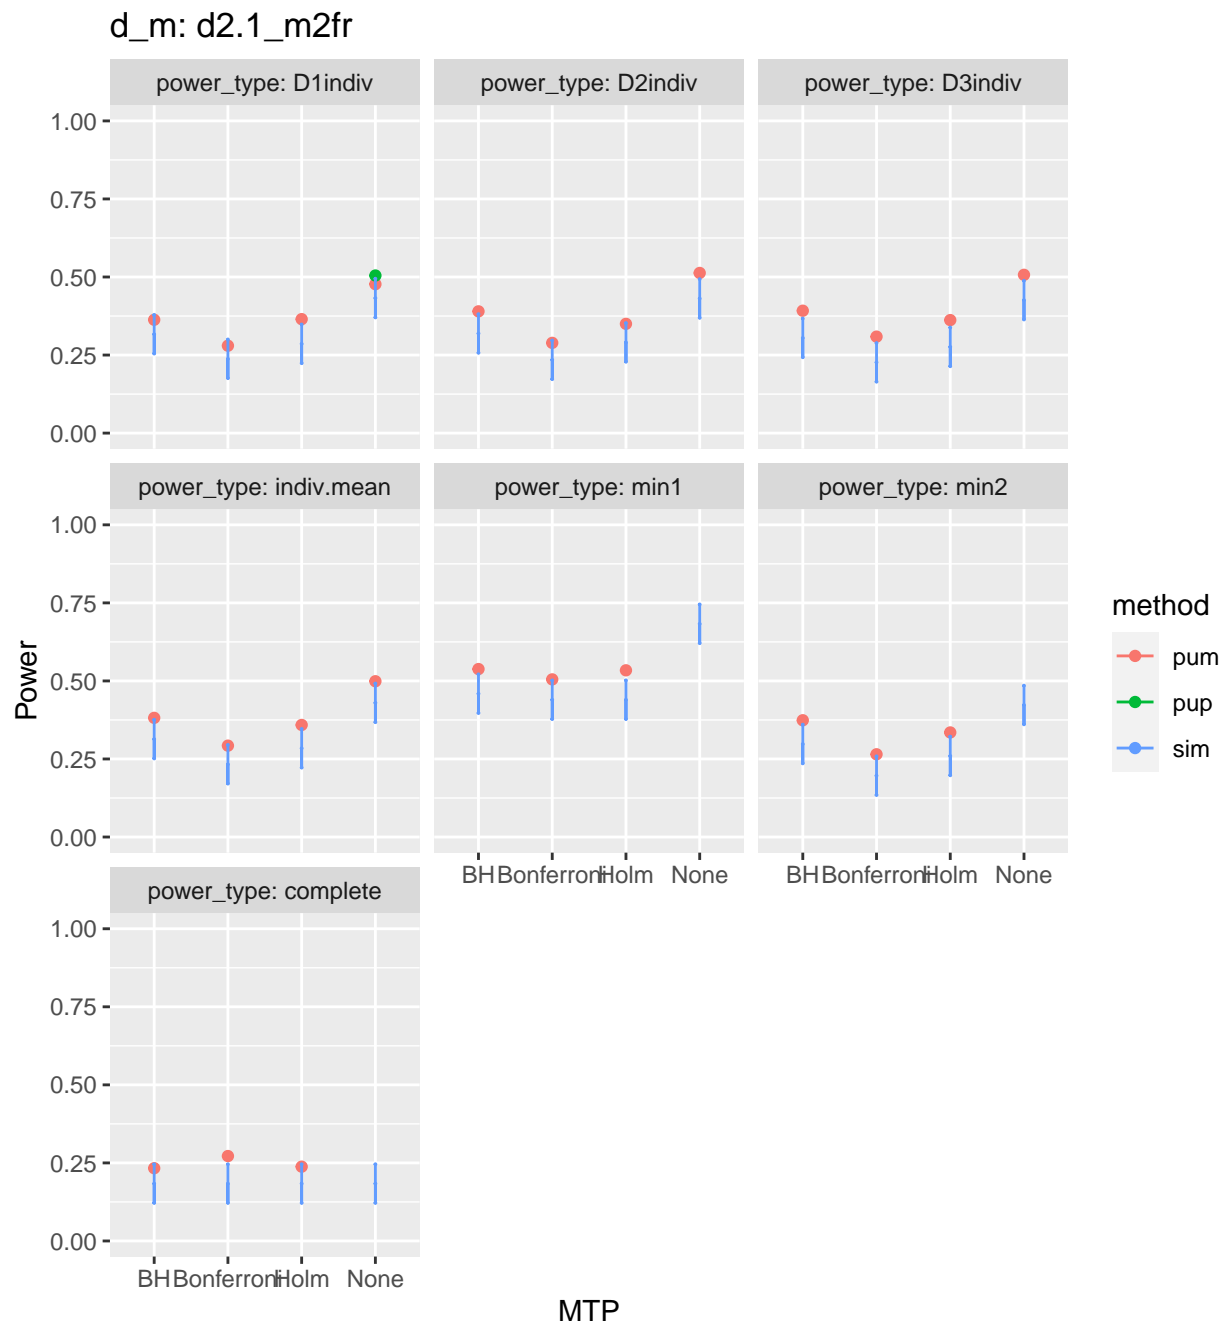 d_m: d2.1_m2fr
power_type: D1indiv
power_type: D2indiv
power_type: D3indiv
1.00
0.75
0.50
0.25
0.00
power_type: indiv.mean
power_type: min1
power_type: min2
1.00
0.75
0.50
0.25
0.00
BH Bonferroni Holm None
BH Bonferroni Holm None
power_type: complete
1.00
0.75
0.50
0.25
0.00
BH Bonferroni Holm None
Power
MTP
method
pum
pup
sim